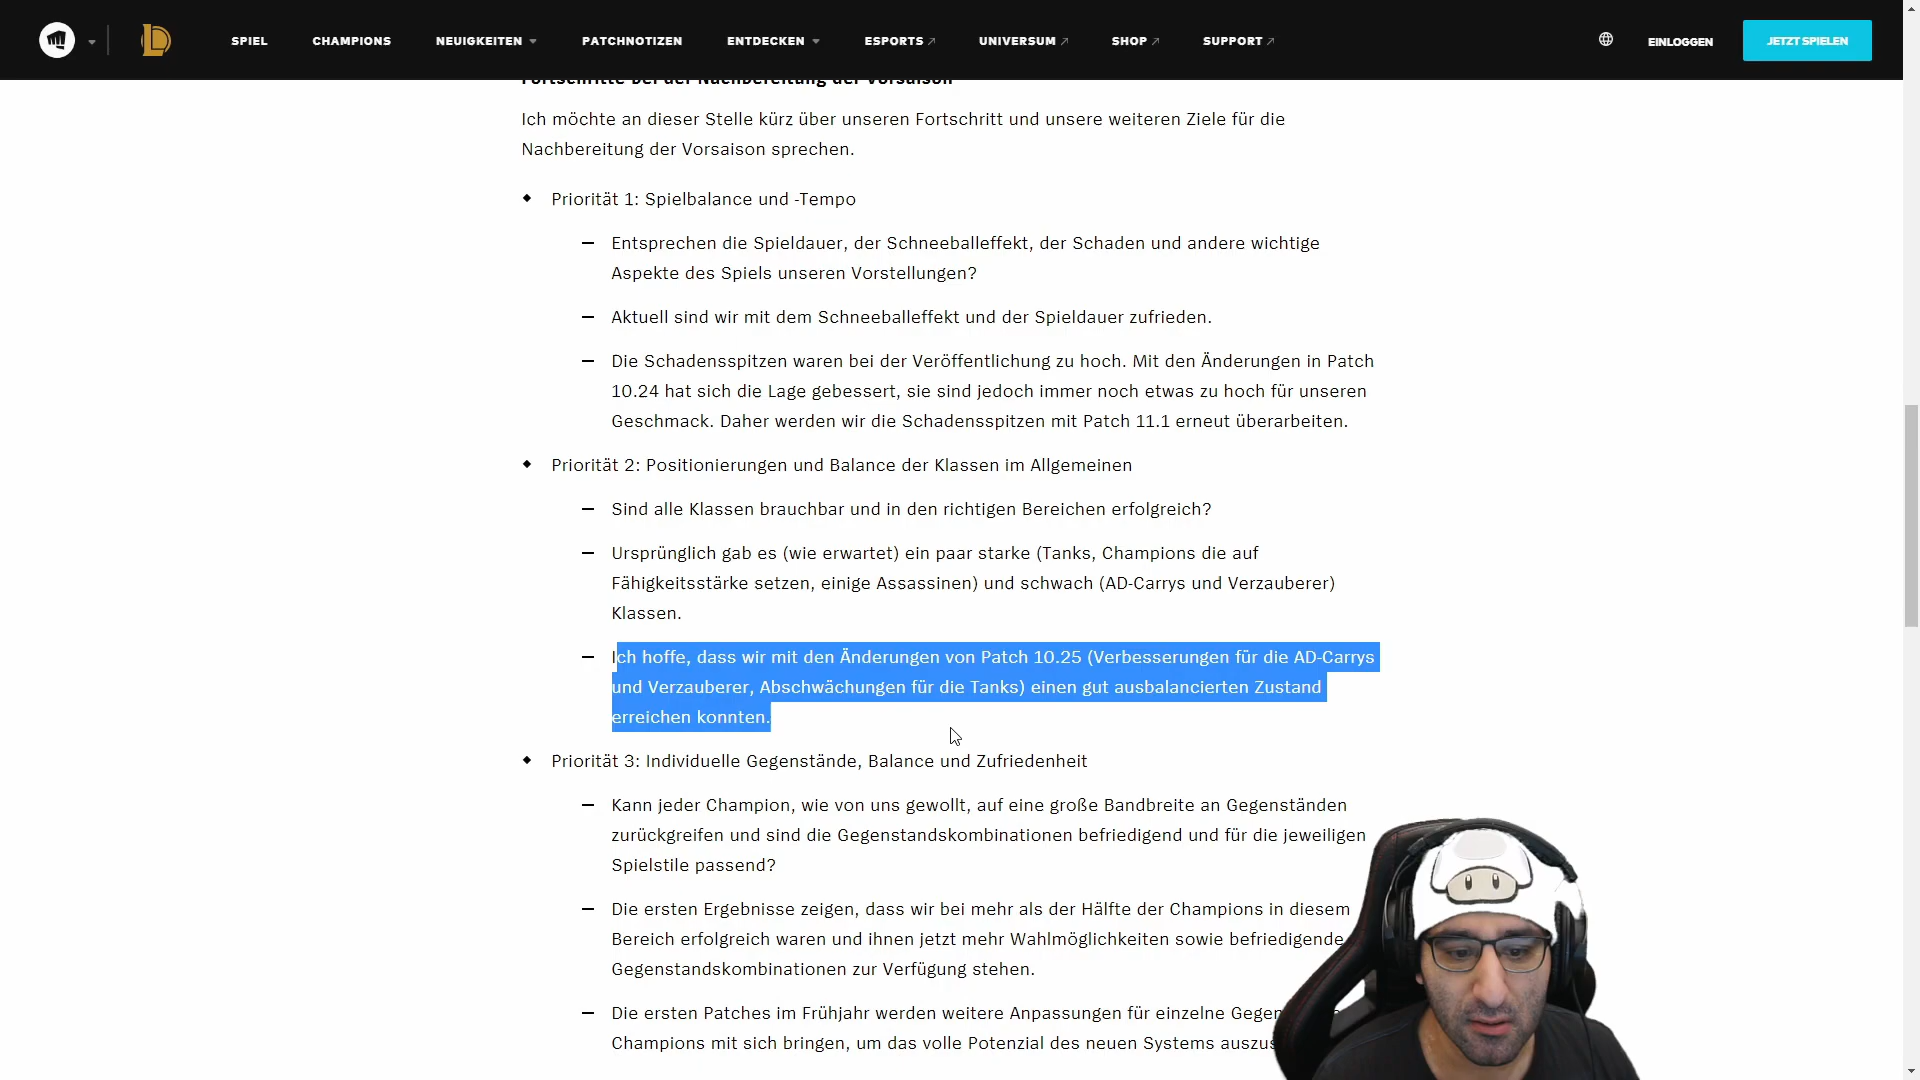 SPIEL CHAMPIONS NEUIGKEITEN PATCHNOTIZEN ENTDECKEN ESPORTS UNIVERSUM SHOP SUPPORT EINLOGGEN JETZT SPIELEN
Fortschritte bei der Nachbereitung der Vorsaison
Ich möchte an dieser Stelle kürz über unseren Fortschritt und unsere weiteren Ziele für die
Nachbereitung der Vorsaison sprechen.
Priorität 1: Spielbalance und -Tempo
Entsprechen die Spieldauer, der Schneeballeffekt, der Schaden und andere wichtige
Aspekte des Spiels unseren Vorstellungen?
Aktuell sind wir mit dem Schneeballeffekt und der Spieldauer zufrieden.
Die Schadensspitzen waren bei der Veröffentlichung zu hoch. Mit den Änderungen in Patch
10.24 hat sich die Lage gebessert, sie sind jedoch immer noch etwas zu hoch für unseren
Geschmack. Daher werden wir die Schadensspitzen mit Patch 11.1 erneut überarbeiten.
Priorität 2: Positionierungen und Balance der Klassen im Allgemeinen
Sind alle Klassen brauchbar und in den richtigen Bereichen erfolgreich?
Ursprünglich gab es (wie erwartet) ein paar starke (Tanks, Champions die auf
Fähigkeitsstärke setzen, einige Assassinen) und schwach (AD-Carrys und Verzauberer)
Klassen.
Ich hoffe, dass wir mit den Änderungen von Patch 10.25 (Verbesserungen für die AD-Carrys
und Verzauberer, Abschwächungen für die Tanks) einen gut ausbalancierten Zustand
erreichen konnten.
Priorität 3: Individuelle Gegenstände, Balance und Zufriedenheit
Kann jeder Champion, wie von uns gewollt, auf eine große Bandbreite an Gegenständen
zurückgreifen und sind die Gegenstandskombinationen befriedigend und für die jeweiligen
Spielstile passend?
Die ersten Ergebnisse zeigen, dass wir bei mehr als der Hälfte der Champions in diesem
Bereich erfolgreich waren und ihnen jetzt mehr Wahlmöglichkeiten sowie befriedigende
Gegenstandskombinationen zur Verfügung stehen.
Die ersten Patches im Frühjahr werden weitere Anpassungen für einzelne
Champions mit sich bringen, um das volle Potenzial des neuen Systems